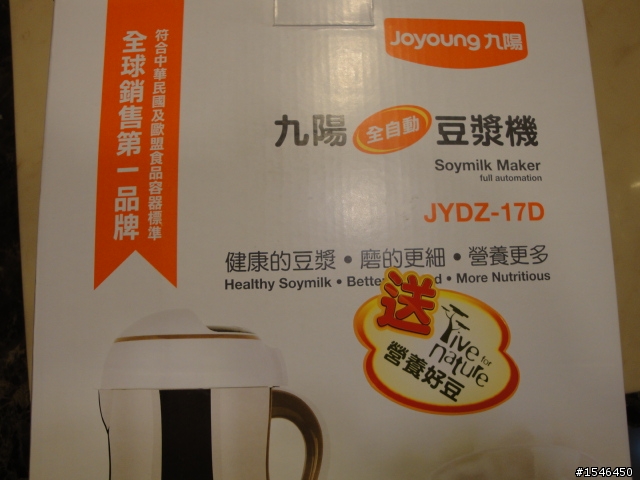 Joyoung 九陽
符合中華民國及歐盟食品容器標準
全球銷售第一品牌
九陽 全自動 豆漿機
Soymilk Maker
full automation
JYDZ-17D
健康的豆漿・磨的更細・營養更多
Healthy Soymilk • Bette d • More Nutritious
送
Five for nature
營養好豆
#1546450